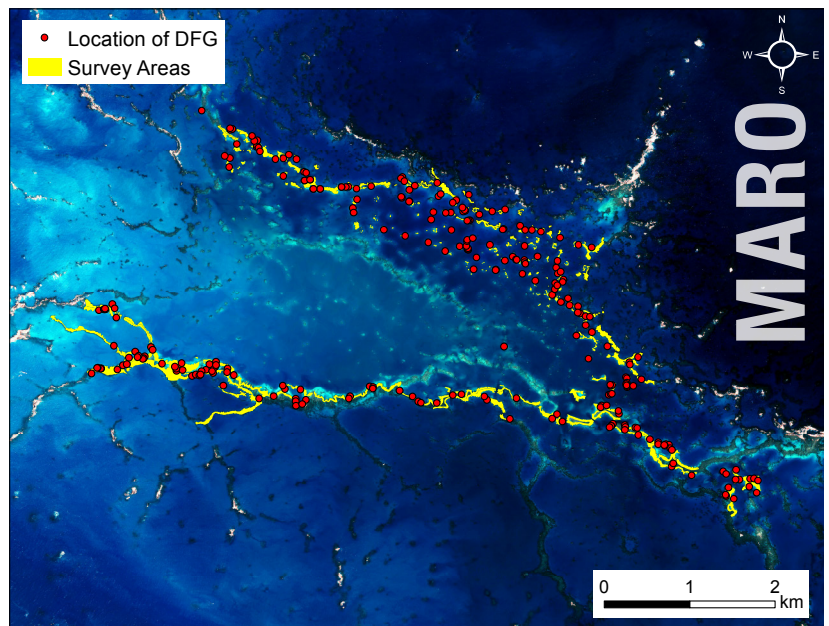 Location of DFG
Survey Areas
N
W E
S
MARO
0 1 2
km